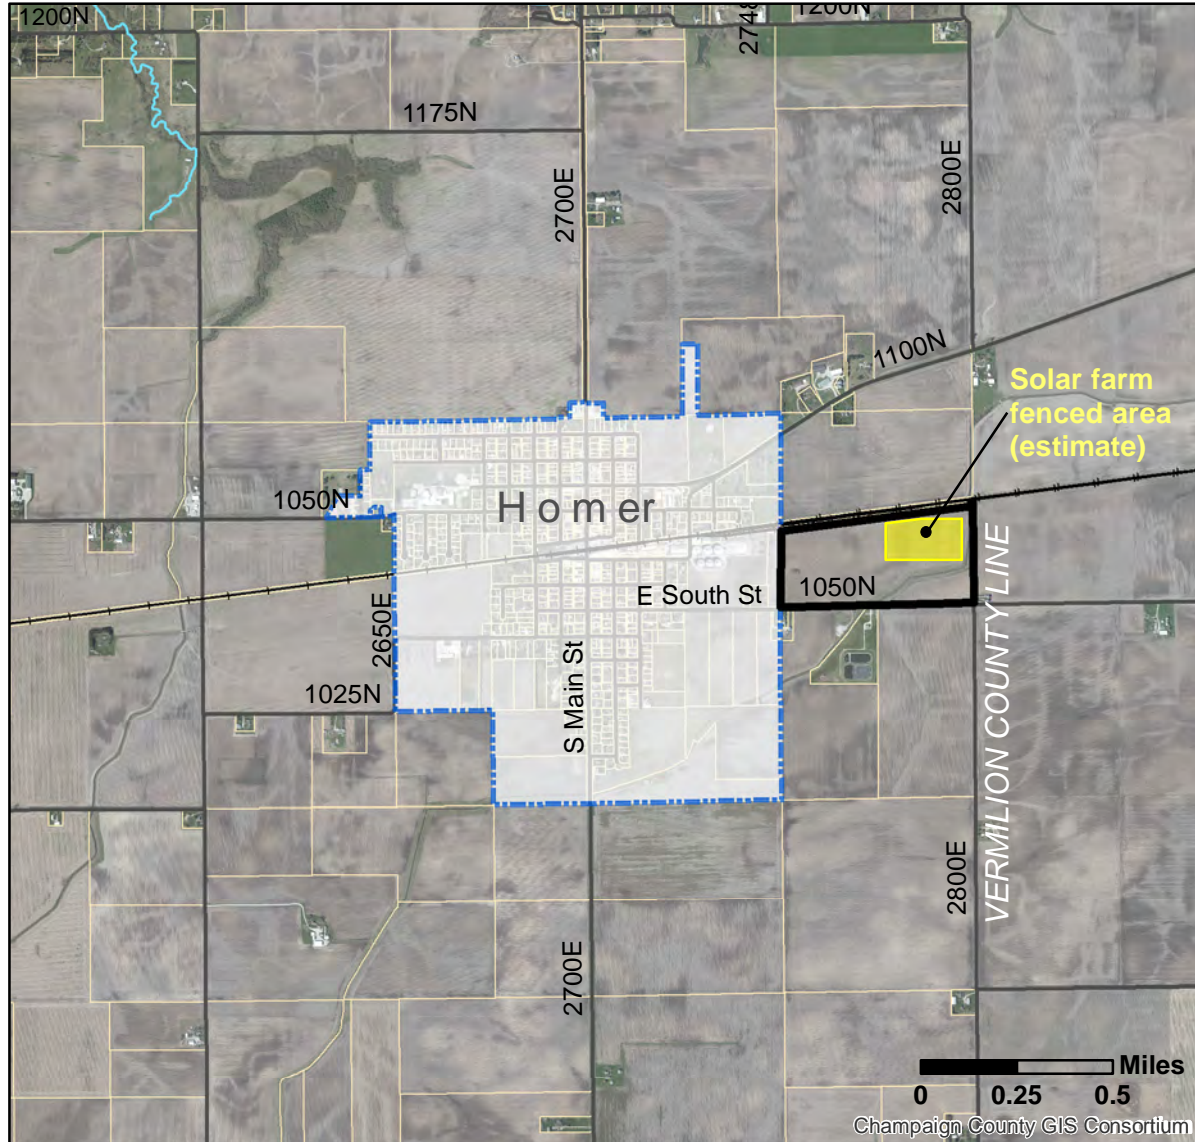 1200N
2748
1200N
1175N
2700E
2800E
1100N
Solar farm
fenced area
(estimate)
1050N
Homer
1050N
E South St
2650E
1025N
S Main St
VERMILION COUNTY LINE
2800E
2700E
Miles
0 0.25 0.5
Champaign County GIS Consortium